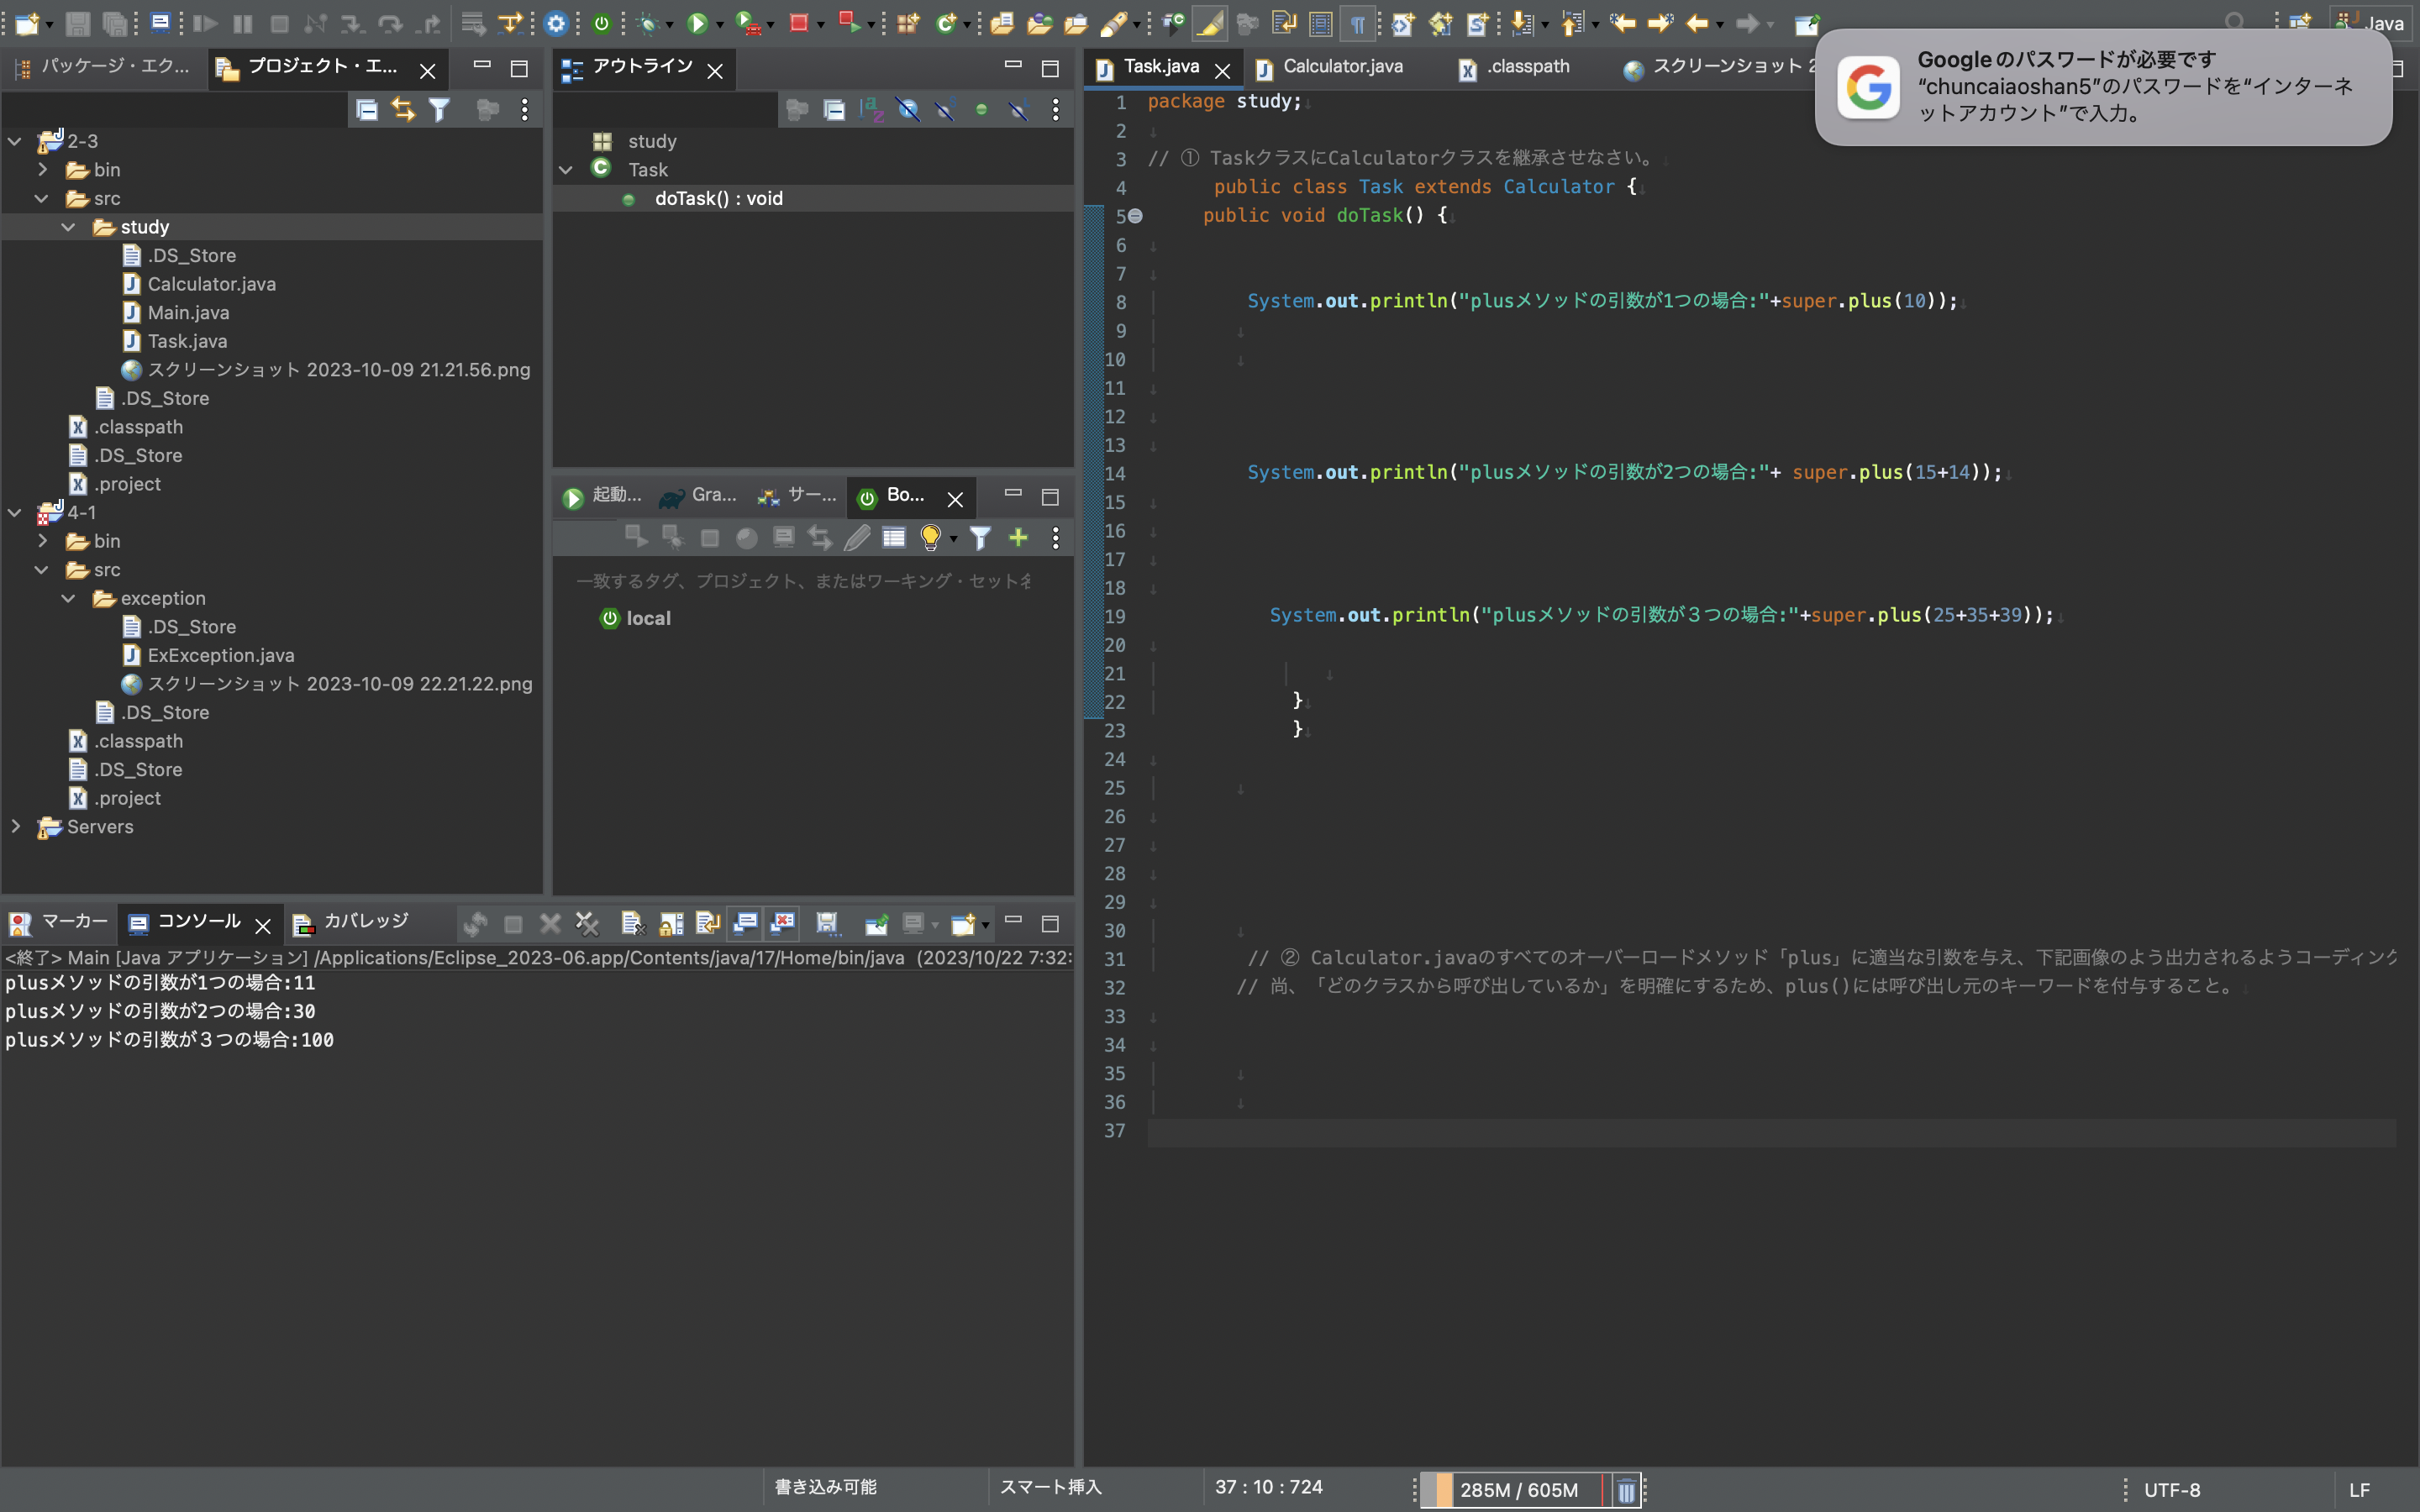 Java
Google のパスワードが必要です
“chuncaiaoshan5”のパスワードを“インターネ
ットアカウント”で入力。
パッケージ・エク...
プロジェクト・エ...
2-3
bin
src
study
.DS_Store
Calculator.java
Main.java
Task.java
スクリーンショット 2023-10-09 21.21.56.png
.DS_Store
.classpath
.DS_Store
.project
4-1
bin
src
exception
.DS_Store
ExException.java
スクリーンショット 2023-10-09 22.21.22.png
.DS_Store
.classpath
.DS_Store
.project
Servers
アウトライン
study
Task
doTask() : void
起動...
Gra...
サー...
Bo...
一致するタグ、プロジェクト、またはワーキング・セット名
local
Task.java
Calculator.java
.classpath
スクリーンショット 2
1 package study;
2
3 // ① TaskクラスにCalculatorクラスを継承させなさい。
4 public class Task extends Calculator {
5 public void doTask() {
6
7
8 System.out.println("plusメソッドの引数が1つの場合:"+super.plus(10));
9
10
11
12
13
14 System.out.println("plusメソッドの引数が2つの場合:"+ super.plus(15+14));
15
16
17
18
19 System.out.println("plusメソッドの引数が３つの場合:"+super.plus(25+35+39));
20
21
22 }
23 }
24
25
26
27
28
29
30
31 // ② Calculator.javaのすべてのオーバーロードメソッド「plus」に適当な引数を与え、下記画像のよう出力されるようコーディング
32 // 尚、「どのクラスから呼び出しているか」を明確にするため、plus()には呼び出し元のキーワードを付与すること。
33
34
35
36
37
マーカー
コンソール
カバレッジ
<終了> Main [Java アプリケーション] /Applications/Eclipse_2023-06.app/Contents/java/17/Home/bin/java (2023/10/22 7:32:
plusメソッドの引数が1つの場合:11
plusメソッドの引数が2つの場合:30
plusメソッドの引数が３つの場合:100
書き込み可能
スマート挿入
37 : 10 : 724
285M / 605M
UTF-8
LF